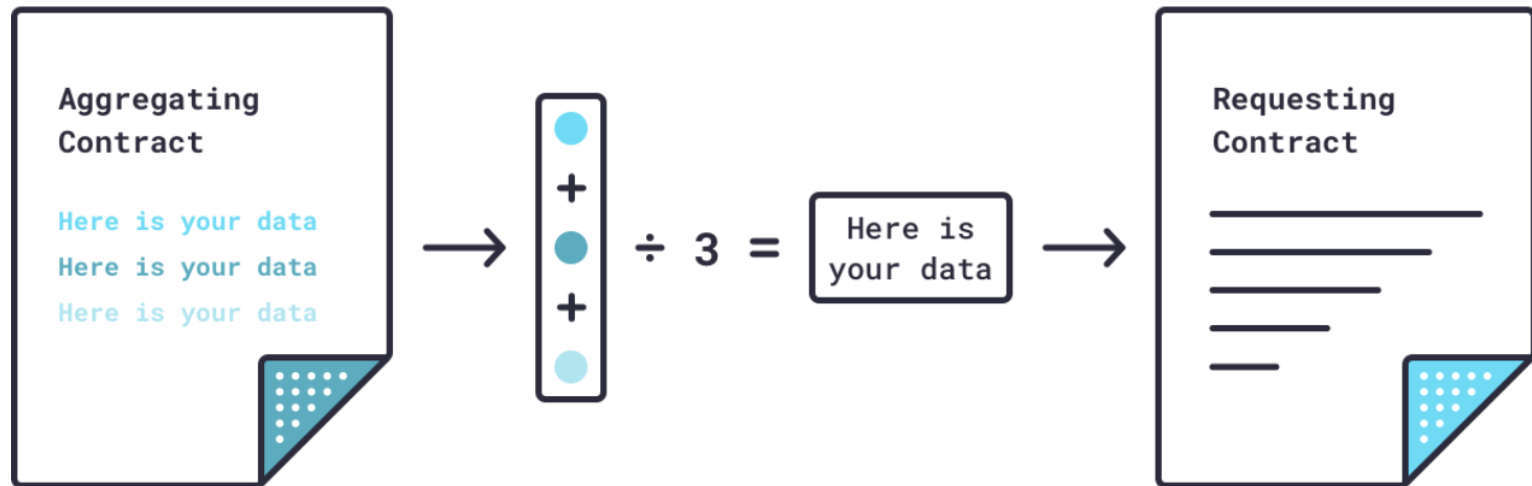 Aggregating
Contract
Here is your data
Here is your data
Here is your data
+
+
÷ 3 =
Here is
your data
Requesting
Contract